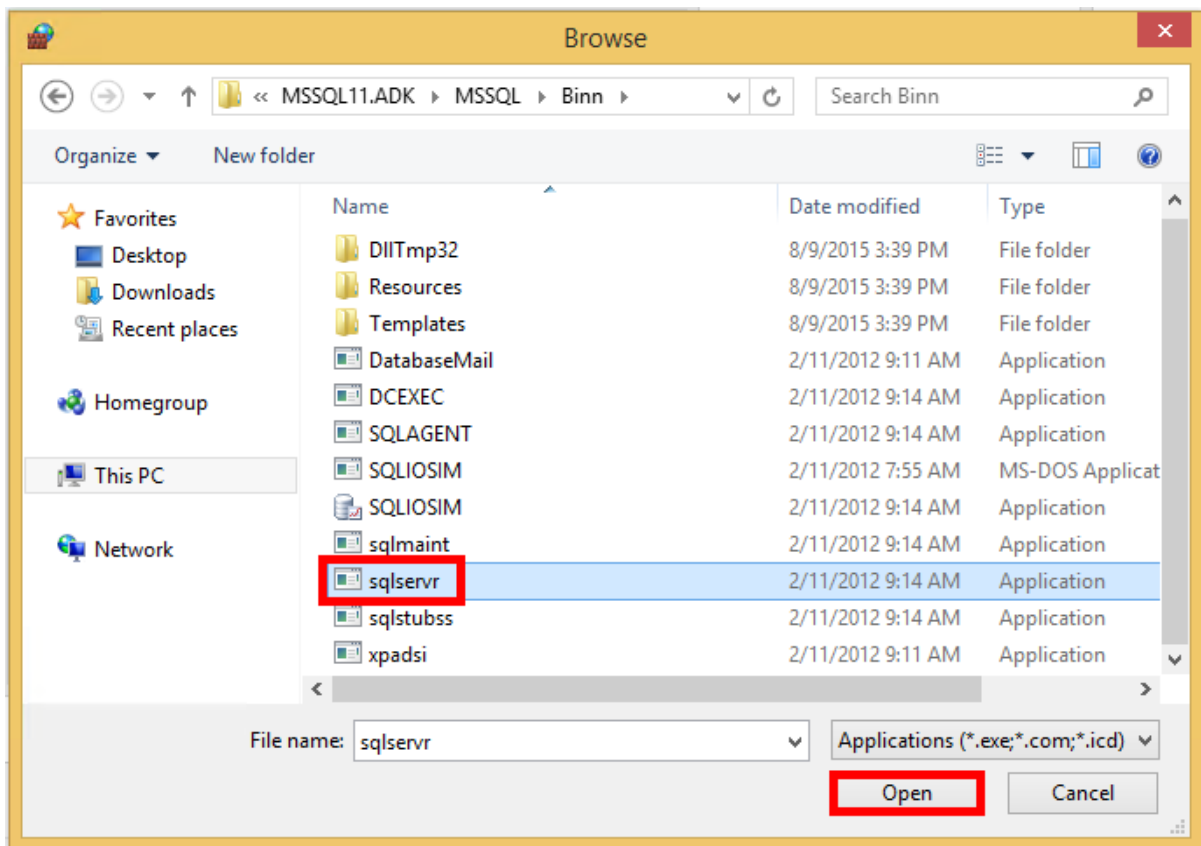 Browse
« MSSQL11.ADK MSSQL Binn Search Binn
Organize New folder
Name Date modified Type
Favorites
Desktop
Downloads
Recent places
Homegroup
This PC
Network
DIITmp32 8/9/2015 3:39 PM File folder
Resources 8/9/2015 3:39 PM File folder
Templates 8/9/2015 3:39 PM File folder
DatabaseMail 2/11/2012 9:11 AM Application
DCEXEC 2/11/2012 9:14 AM Application
SQLAGENT 2/11/2012 9:14 AM Application
SQLIOSIM 2/11/2012 7:55 AM MS-DOS Applicat
SQLIOSIM 2/11/2012 9:14 AM Application
sqlmaint 2/11/2012 9:14 AM Application
sqlservr 2/11/2012 9:14 AM Application
sqlstubss 2/11/2012 9:14 AM Application
xpadsi 2/11/2012 9:11 AM Application
File name: sqlservr Applications (*.exe;*.com;*.icd)
Open Cancel